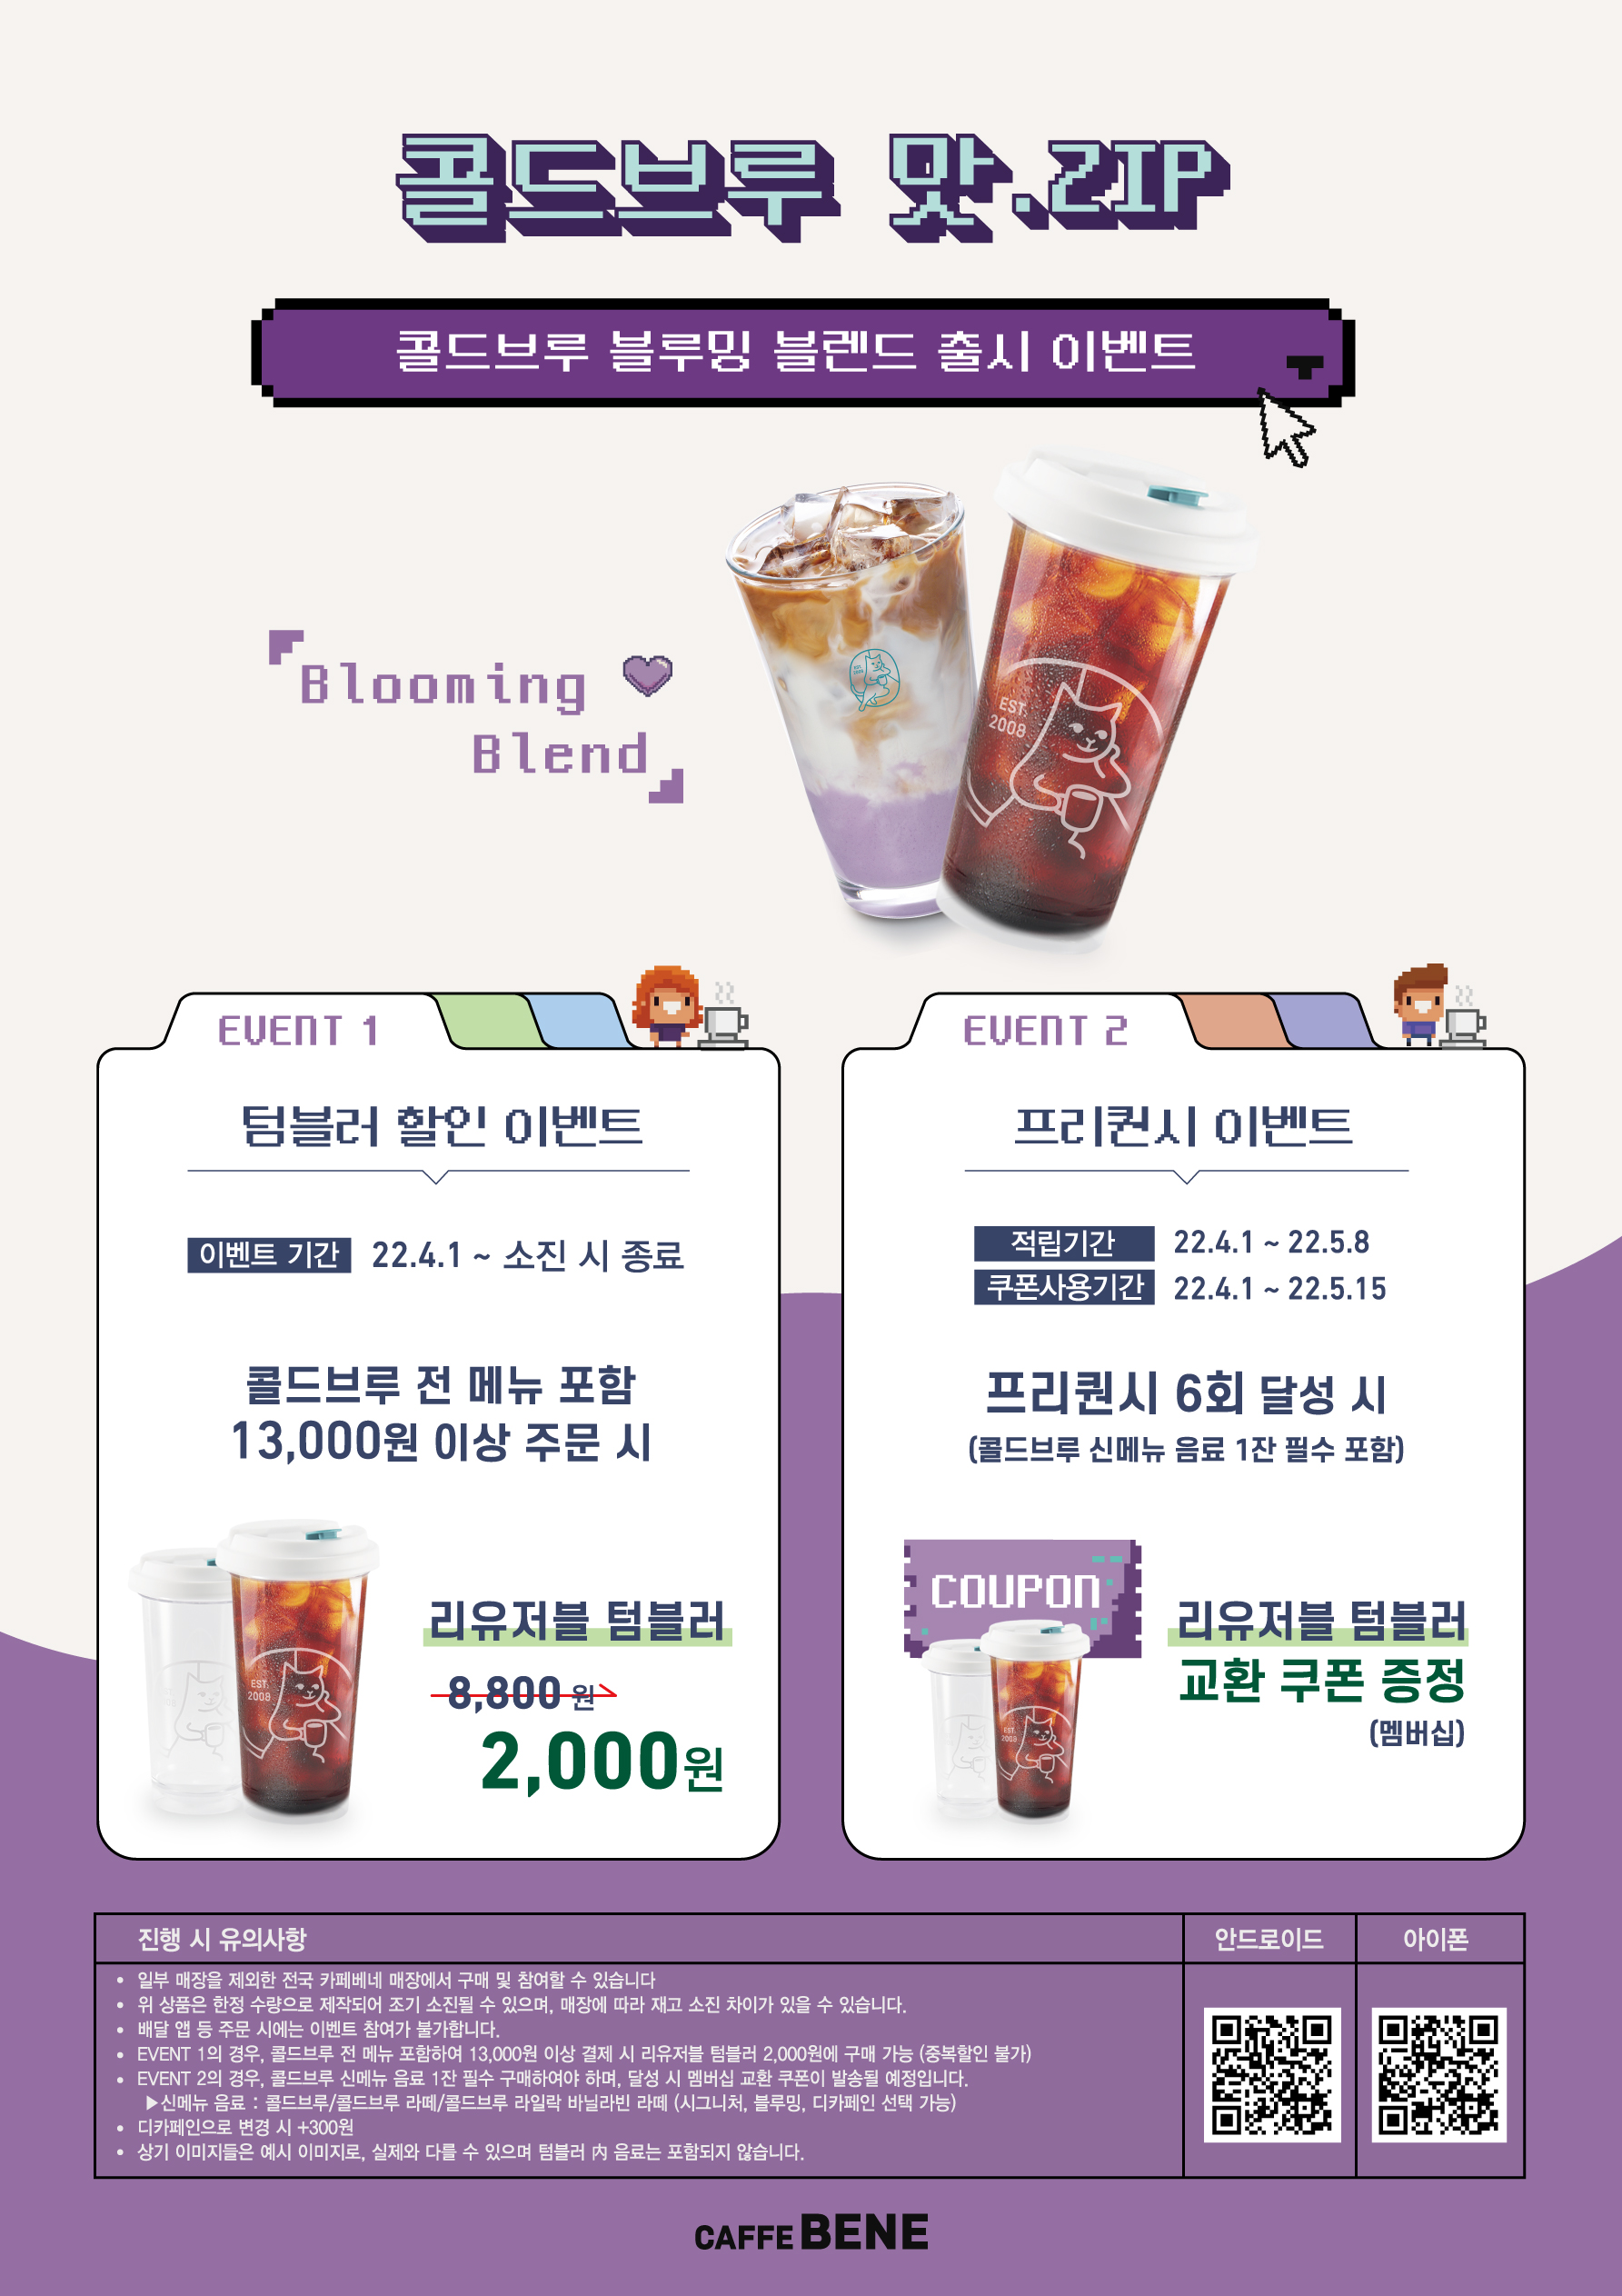 콜드브루 맛.ZIP
콜드브루 블루밍 블렌드 출시 이벤트
Blooming
Blend
EST.
2008
EVENT 1
텀블러 할인 이벤트
이벤트 기간 22.4.1 ~ 소진 시 종료
콜드브루 전 메뉴 포함
13,000원 이상 주문 시
EST.
2008
리유저블 텀블러
8,800 원
2,000원
EVENT 2
프리퀀시 이벤트
적립기간 22.4.1 ~ 22.5.8
쿠폰사용기간 22.4.1 ~ 22.5.15
프리퀀시 6회 달성 시
(콜드브루 신메뉴 음료 1잔 필수 포함)
COUPON
EST.
2008
리유저블 텀블러
교환 쿠폰 증정
(멤버십)
진행 시 유의사항
• 일부 매장을 제외한 전국 카페베네 매장에서 구매 및 참여할 수 있습니다
• 위 상품은 한정 수량으로 제작되어 조기 소진될 수 있으며, 매장에 따라 재고 소진 차이가 있을 수 있습니다.
• 배달 앱 등 주문 시에는 이벤트 참여가 불가합니다.
• EVENT 1의 경우, 콜드브루 전 메뉴 포함하여 13,000원 이상 결제 시 리유저블 텀블러 2,000원에 구매 가능 (중복할인 불가)
• EVENT 2의 경우, 콜드브루 신메뉴 음료 1잔 필수 구매하여야 하며, 달성 시 멤버십 교환 쿠폰이 발송될 예정입니다.
▶신메뉴 음료 : 콜드브루/콜드브루 라떼/콜드브루 라일락 바닐라빈 라떼 (시그니처, 블루밍, 디카페인 선택 가능)
• 디카페인으로 변경 시 +300원
• 상기 이미지들은 예시 이미지로, 실제와 다를 수 있으며 텀블러 內 음료는 포함되지 않습니다.
안드로이드
아이폰
CAFFE BENE